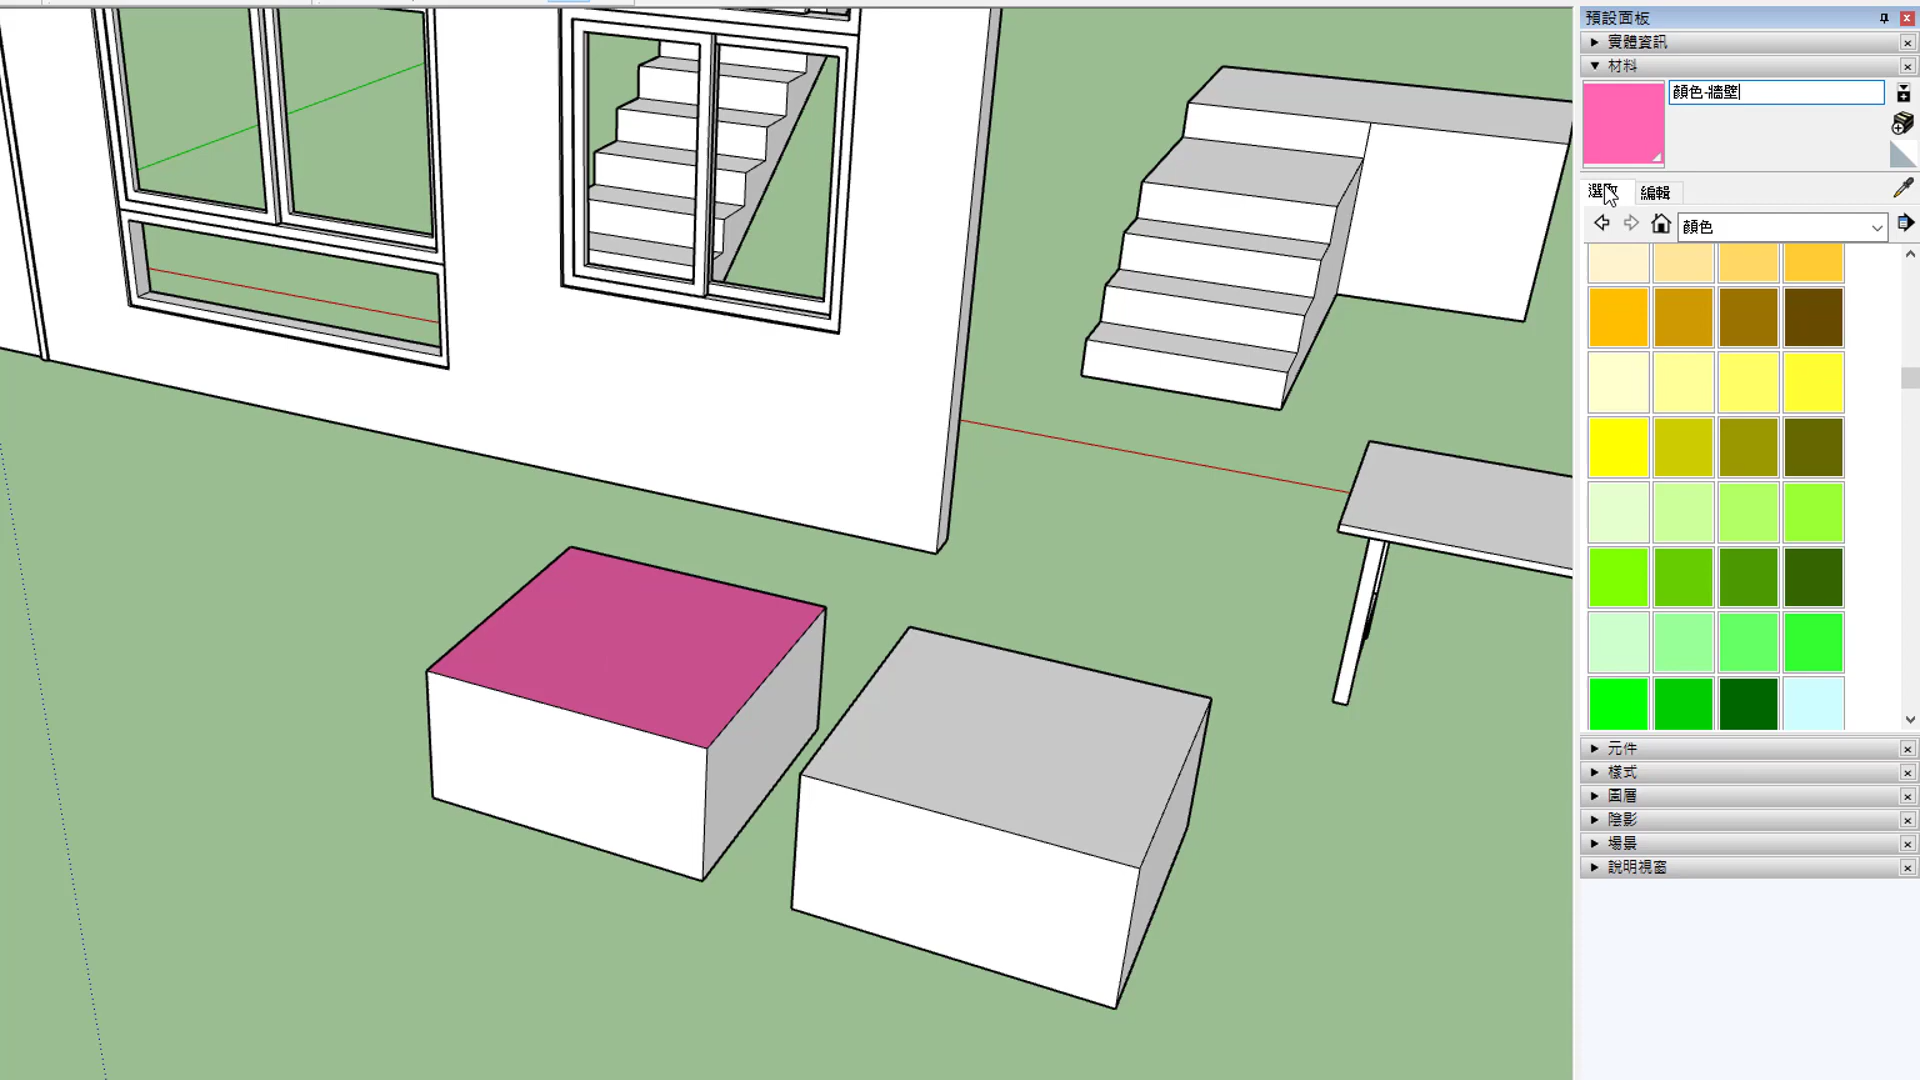 預設面板
實體資訊
材料
顏色-牆壁
編輯
顏色
元件
樣式
圖層
陰影
場景
說明視窗